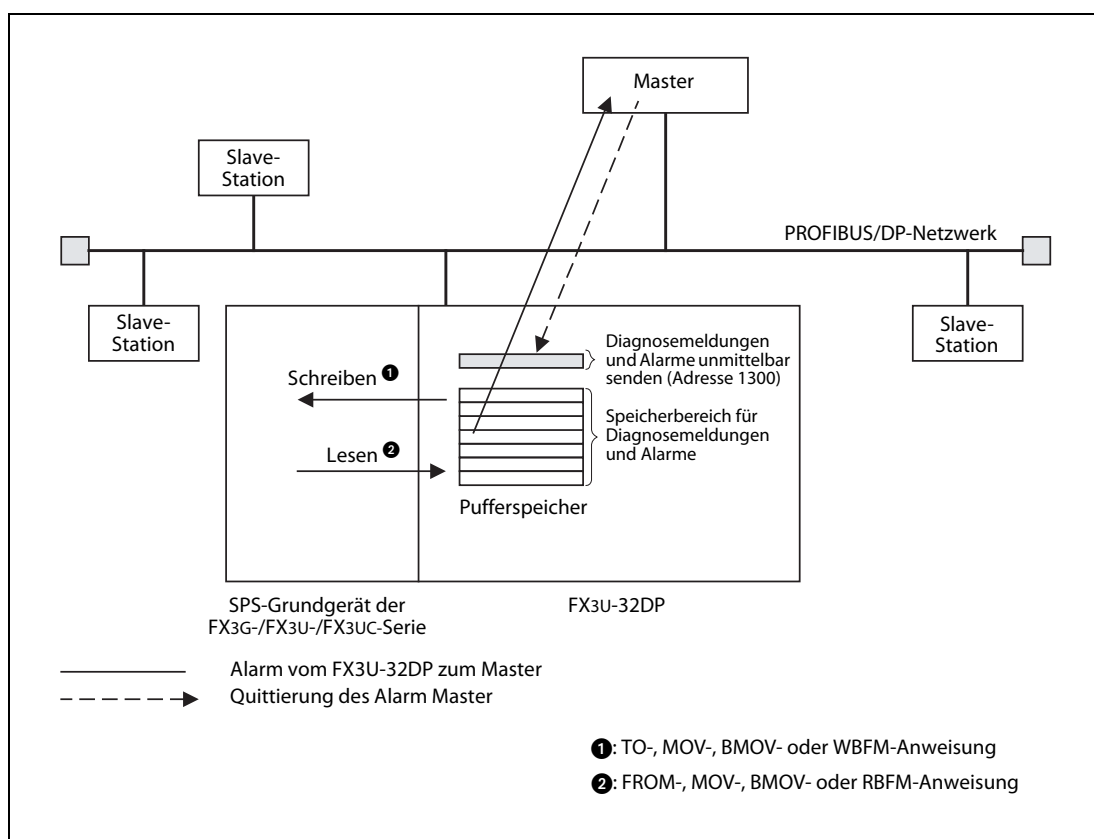 Master
Slave-
Station
PROFIBUS/DP-Netzwerk
Slave-
Station
Slave-
Station
Diagnosemeldungen
und Alarme unmittelbar
senden (Adresse 1300)
Schreiben ❶
Speicherbereich für
Diagnosemeldungen
und Alarme
Lesen ❷
Pufferspeicher
SPS-Grundgerät der
FX3G-/FX3U-/FX3UC-Serie
FX3U-32DP
Alarm vom FX3U-32DP zum Master
Quittierung des Alarm Master
❶: TO-, MOV-, BMOV- oder WBFM-Anweisung
❷: FROM-, MOV-, BMOV- oder RBFM-Anweisung